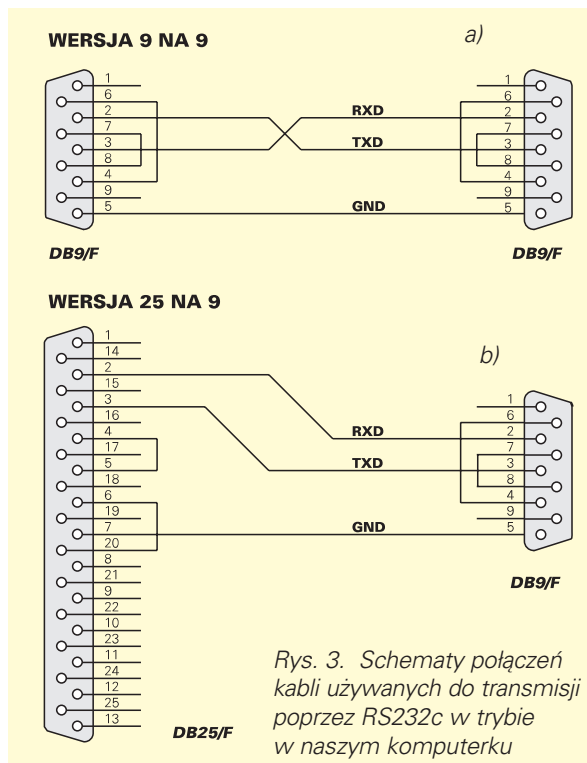 WERSJA 9 NA 9
a)
1
6
2
7
3
8
4
9
5
RXD
TXD
GND
1
6
2
7
3
8
4
9
5
DB9/F
DB9/F
WERSJA 25 NA 9
b)
1
14
2
15
3
16
4
17
5
18
6
19
7
20
8
21
9
22
10
23
11
24
12
25
13
RXD
TXD
GND
1
6
2
7
3
8
4
9
5
DB9/F
DB25/F
Rys. 3. Schematy połączeń
kabli używanych do transmisji
poprzez RS232c w trybie
w naszym komputerku